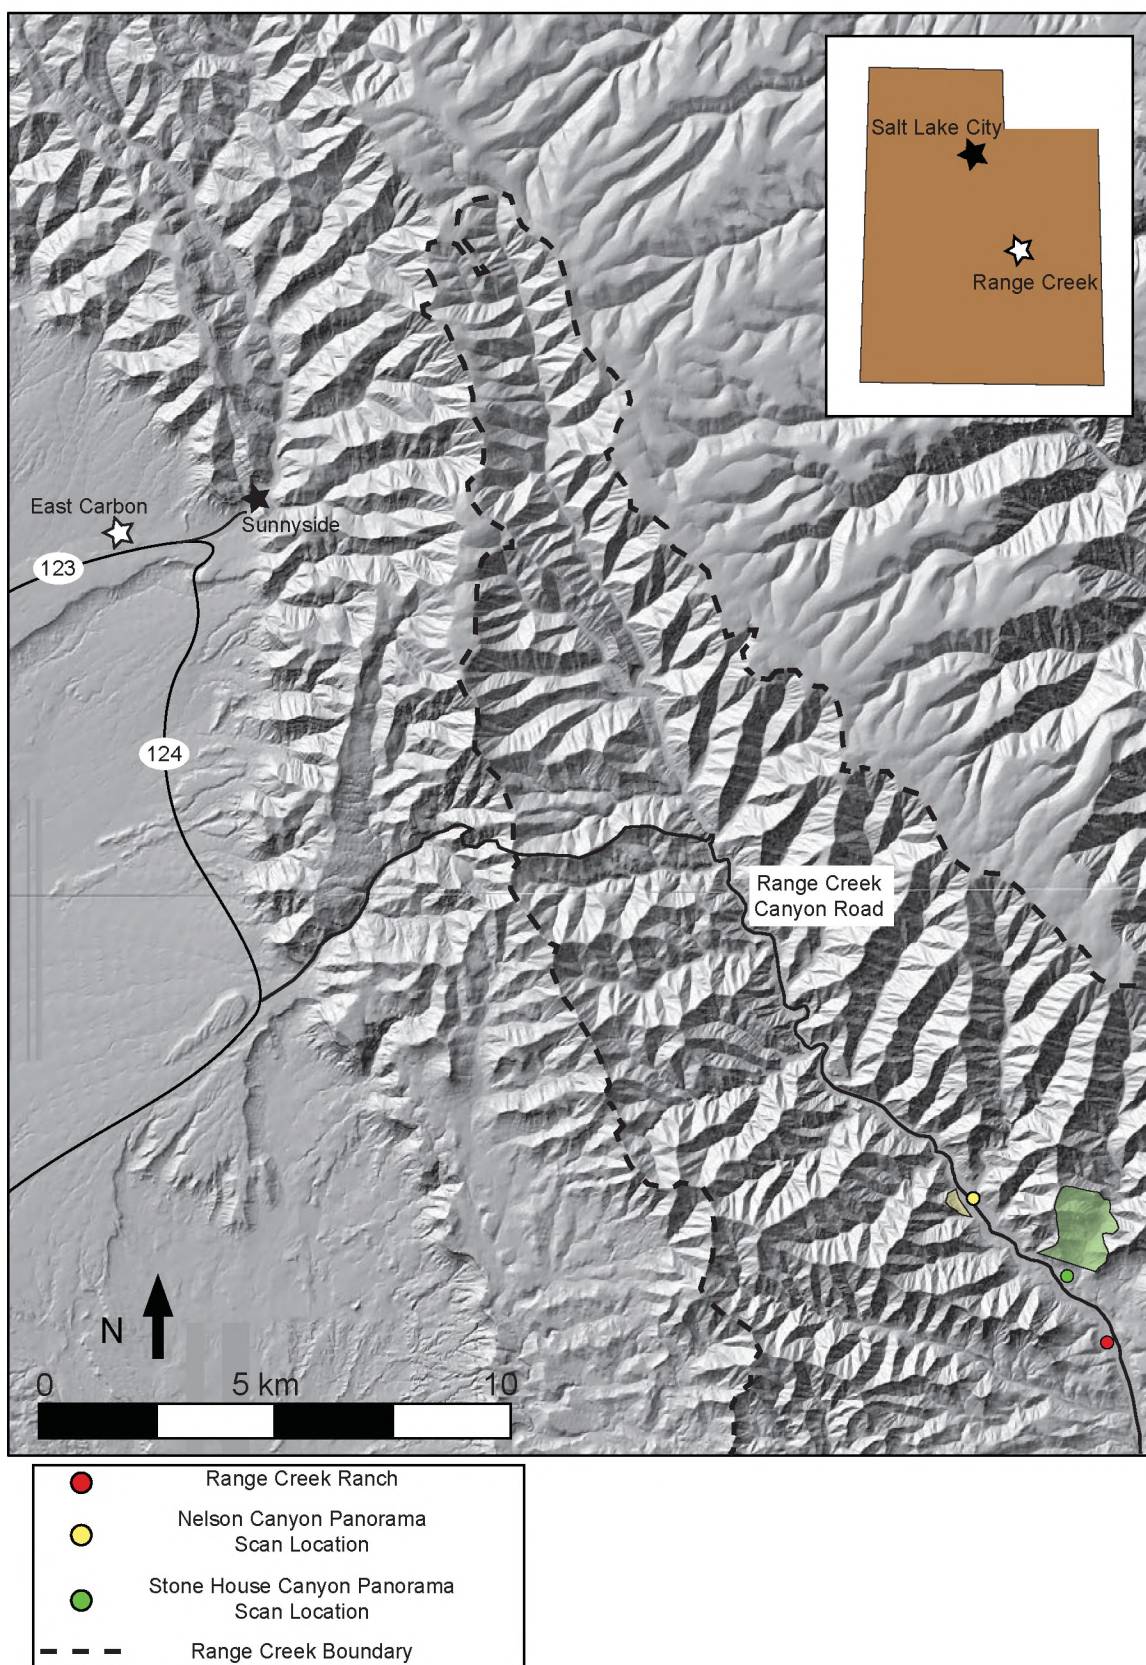 Salt Lake City
Range Creek
East Carbon
Sunnyside
123
124
Range Creek
Canyon Road
N
0
5 km
10
Range Creek Ranch
Nelson Canyon Panorama
Scan Location
Stone House Canyon Panorama
Scan Location
Range Creek Boundary